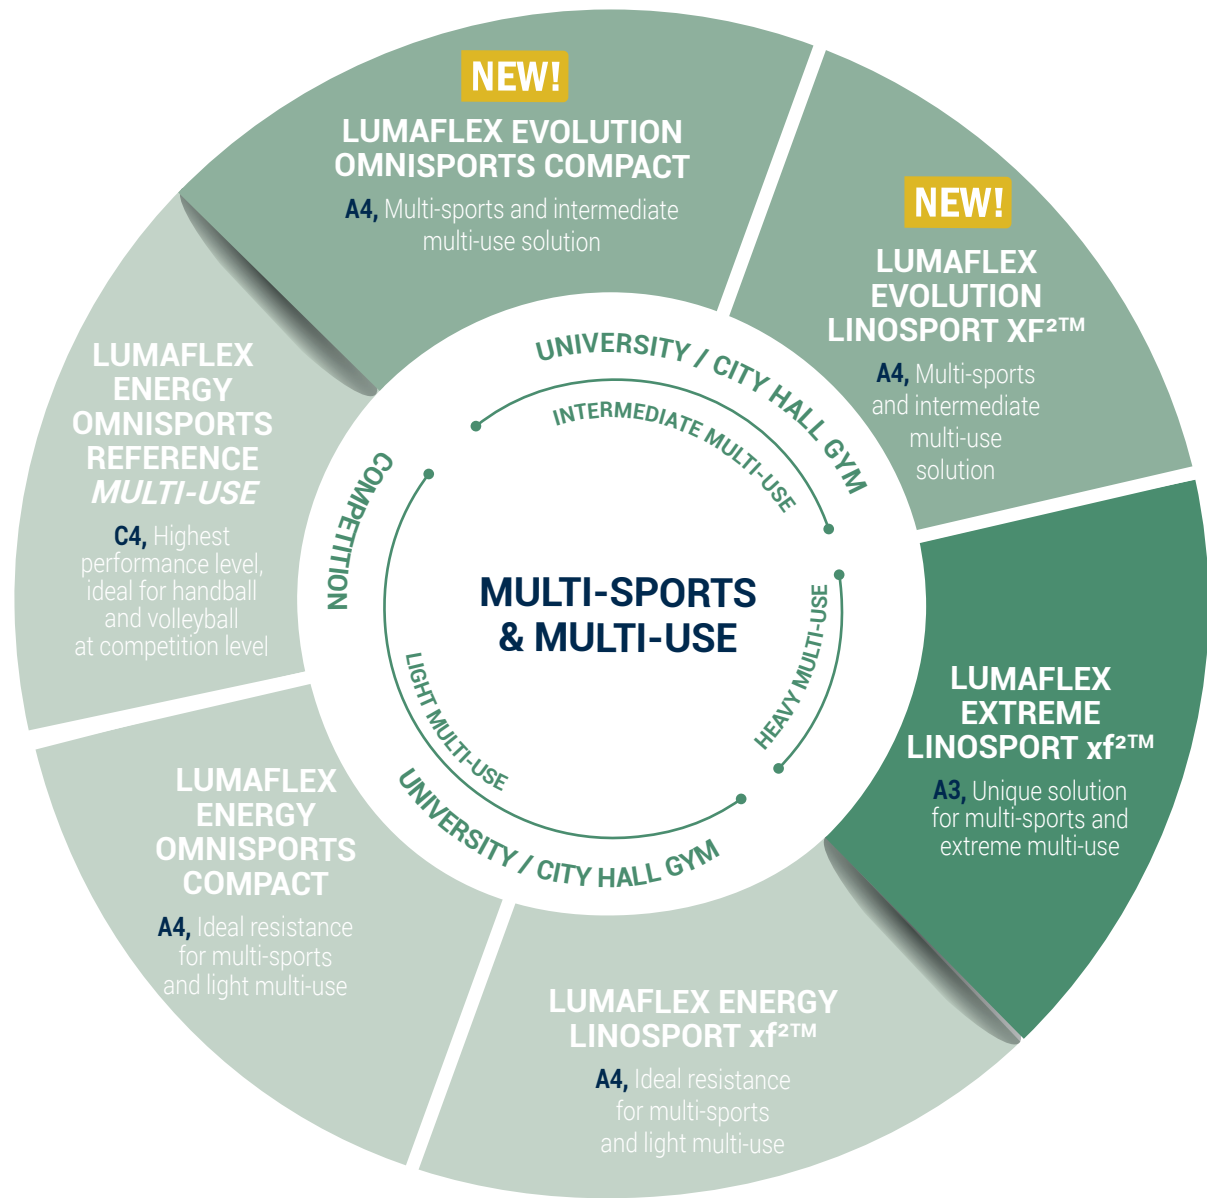 NEW!
LUMAFLEX EVOLUTION
OMNISPORTS COMPACT
A4, Multi-sports and intermediate
multi-use solution
NEW!
LUMAFLEX
EVOLUTION
LINOSPORT XF²™
A4, Multi-sports
and intermediate
multi-use
solution
LUMAFLEX
EXTREME
LINOSPORT xf²™
A3, Unique solution
for multi-sports and
extreme multi-use
LUMAFLEX ENERGY
LINOSPORT xf²™
A4, Ideal resistance
for multi-sports
and light multi-use
LUMAFLEX
ENERGY
OMNISPORTS
COMPACT
A4, Ideal resistance
for multi-sports
and light multi-use
LUMAFLEX
ENERGY
OMNISPORTS
REFERENCE
MULTI-USE
C4, Highest
performance level,
ideal for handball
and volleyball
at competition level
UNIVERSITY / CITY HALL GYM
INTERMEDIATE MULTI-USE
HEAVY MULTI-USE
COMPETITION
LIGHT MULTI-USE
UNIVERSITY / CITY HALL GYM
MULTI-SPORTS
& MULTI-USE